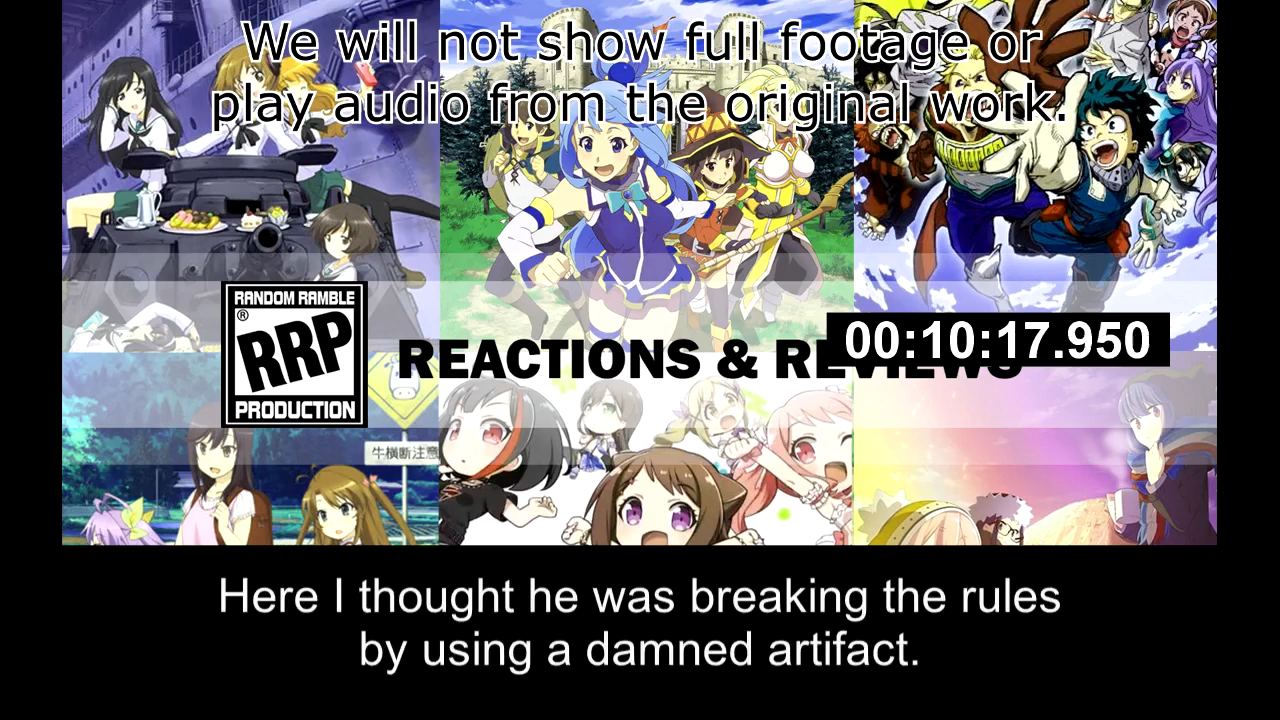 We will not show full footage or
play audio from the original work.
RANDOM RAMBLE
®
RRP
PRODUCTION
REACTIONS & REVIEWS
00:10:17.950
牛横断注意
Here I thought he was breaking the rules
by using a damned artifact.